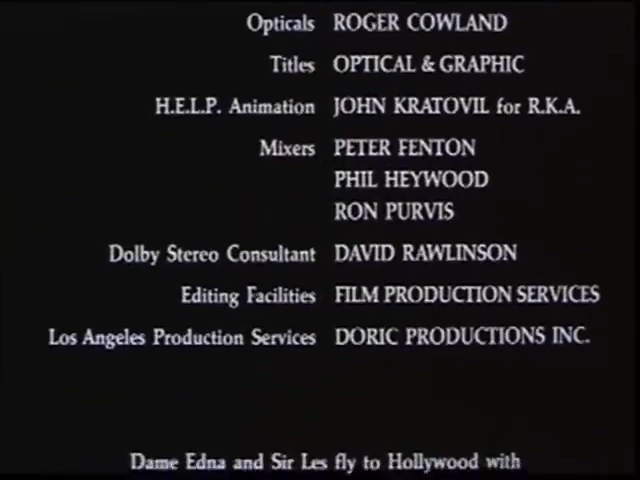 Opticals ROGER COWLAND
Titles OPTICAL & GRAPHIC
H.E.L.P. Animation JOHN KRATOVIL for R.K.A.
Mixers PETER FENTON
PHIL HEYWOOD
RON PURVIS
Dolby Stereo Consultant DAVID RAWLINSON
Editing Facilities FILM PRODUCTION SERVICES
Los Angeles Production Services DORIC PRODUCTIONS INC.
Dame Edna and Sir Les fly to Hollywood with